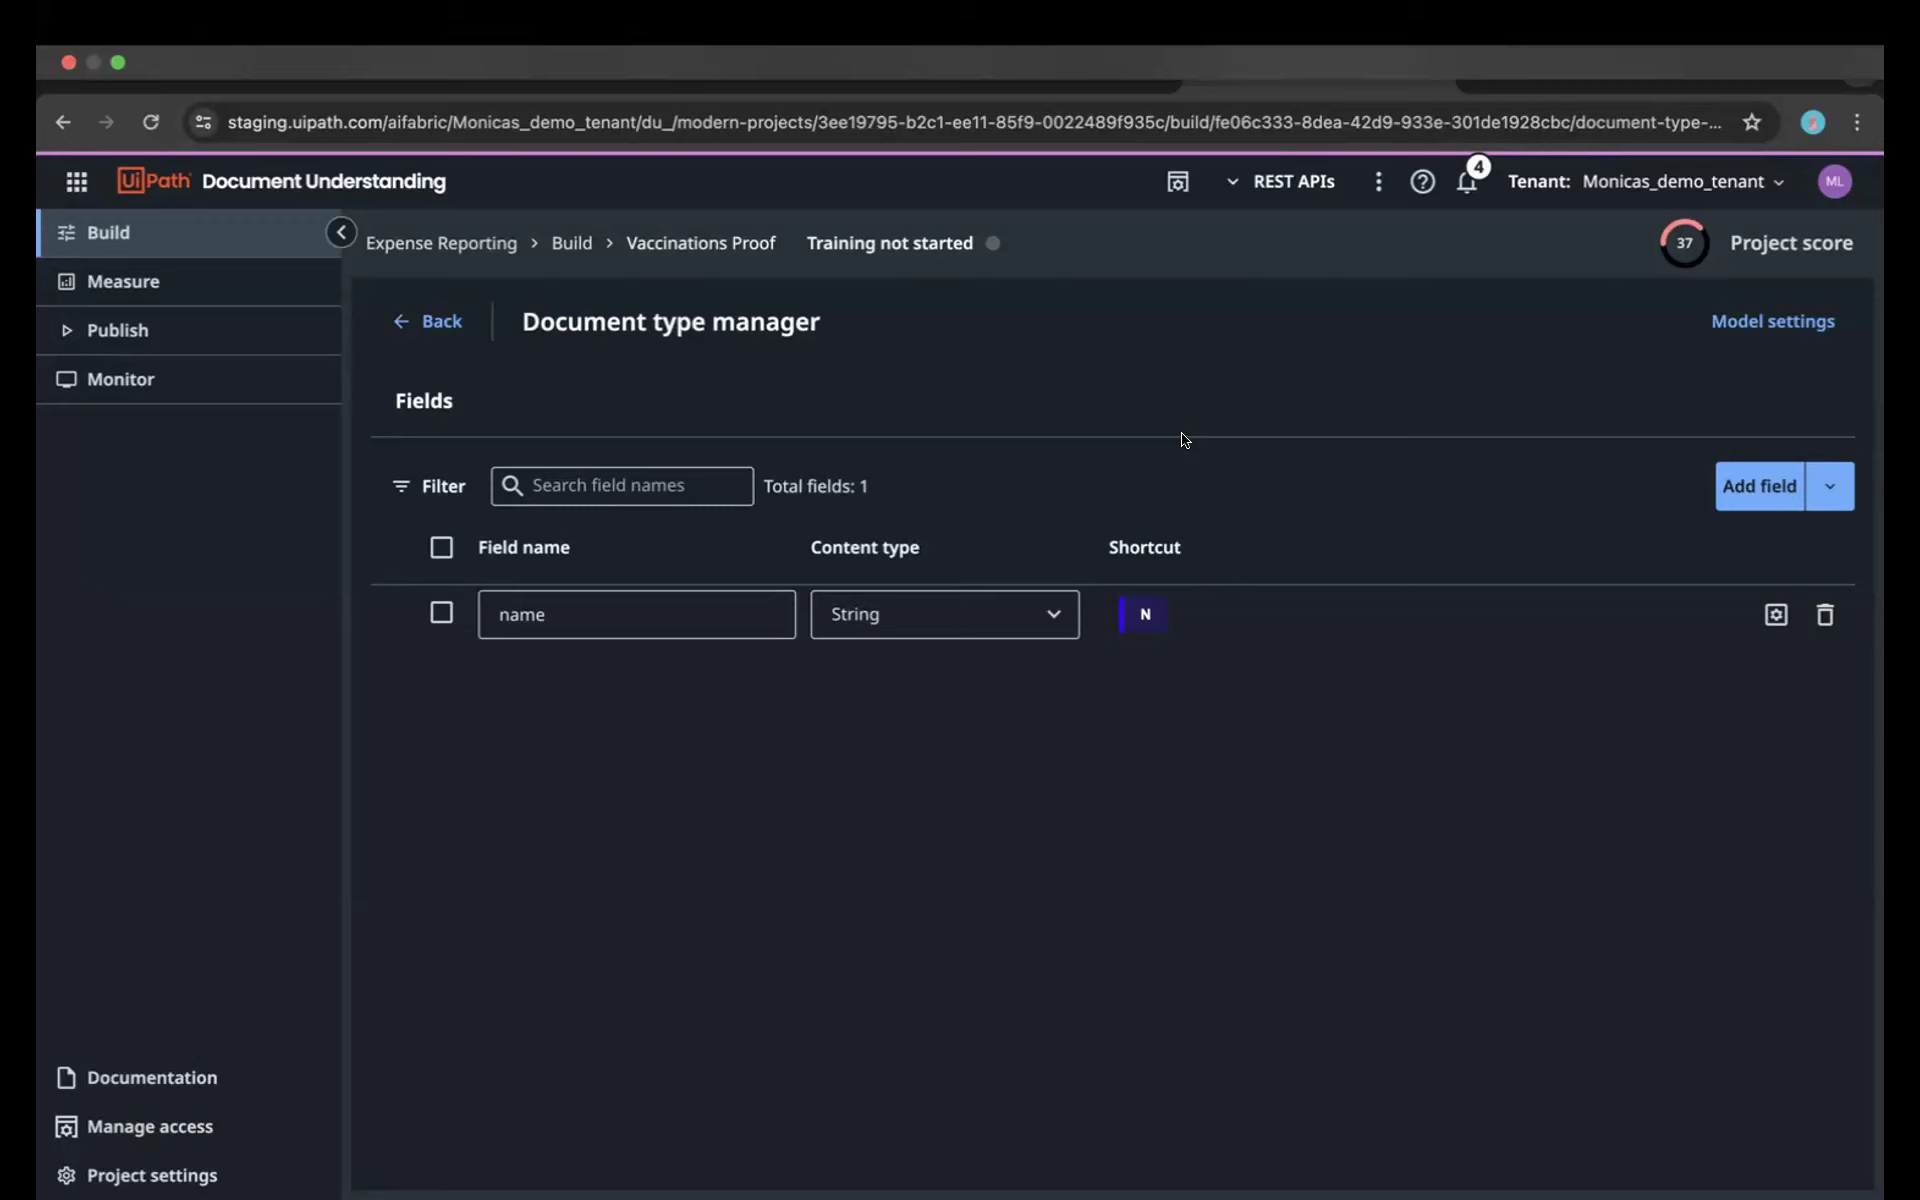 staging.uipath.com/aifabric/Monicas_demo_tenant/du_/modern-projects/3ee19795-b2c1-ee11-85f9-0022489f935c/build/fe06c333-8dea-42d9-933e-301de1928cbc/document-type-...
UiPath Document Understanding
REST APIs
4
Tenant: Monicas_demo_tenant
ML
Build
Expense Reporting > Build > Vaccinations Proof Training not started
37 Project score
Measure
Publish
Monitor
Back
Document type manager
Model settings
Fields
Filter
Search field names
Total fields: 1
Add field
Field name Content type Shortcut
name String N
Documentation
Manage access
Project settings